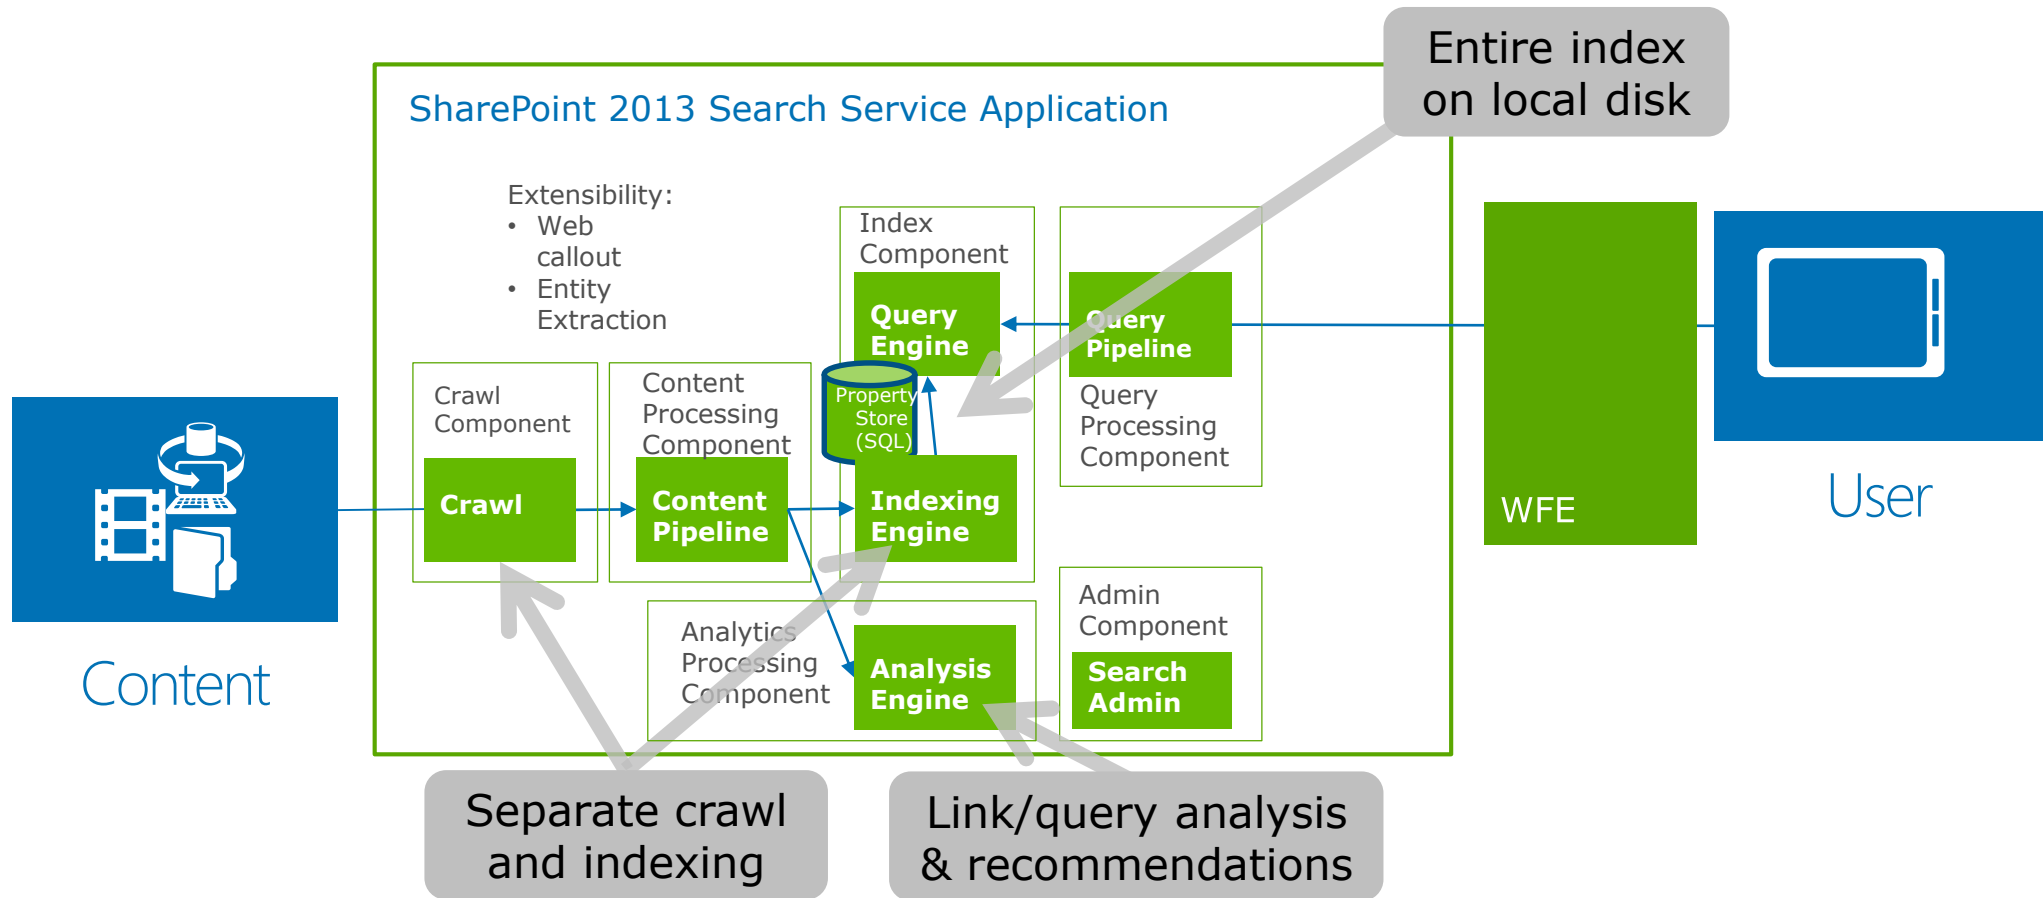 Entire index
on local disk
SharePoint 2013 Search Service Application
Extensibility:
• Web
callout
• Entity
Extraction
Index
Component
Query
Engine
Query
Pipeline
Crawl
Component
Content
Processing
Component
Property
Store
(SQL)
Query
Processing
Component
Crawl
Content
Pipeline
Indexing
Engine
WFE
User
Content
Analytics
Processing
Component
Analysis
Engine
Admin
Component
Search
Admin
Separate crawl
and indexing
Link/query analysis
& recommendations